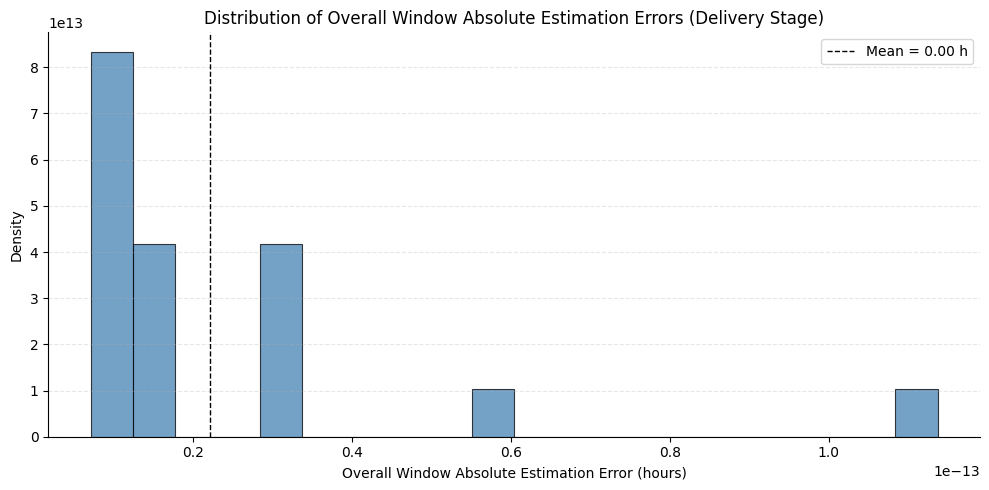 Distribution of Overall Window Absolute Estimation Errors (Delivery Stage)
1e13
Mean = 0.00 h
8
7
6
5
4
3
2
1
0
Density
0.2 0.4 0.6 0.8 1.0
1e−13
Overall Window Absolute Estimation Error (hours)